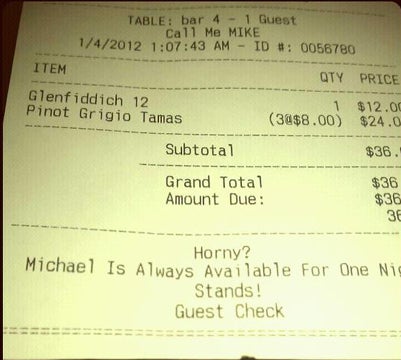 TABLE: bar 4 - 1 Guest
Call Me MIKE
1/4/2012 1:07:43 AM - ID #: 0056780
ITEM QTY PRICE
Glenfiddich 12 1 $12.00
Pinot Grigio Tamas (3@$8.00) $24.0
Subtotal $36.
Grand Total $36
Amount Due: $36
36
Horny?
Michael Is Always Available For One Nig
Stands!
Guest Check